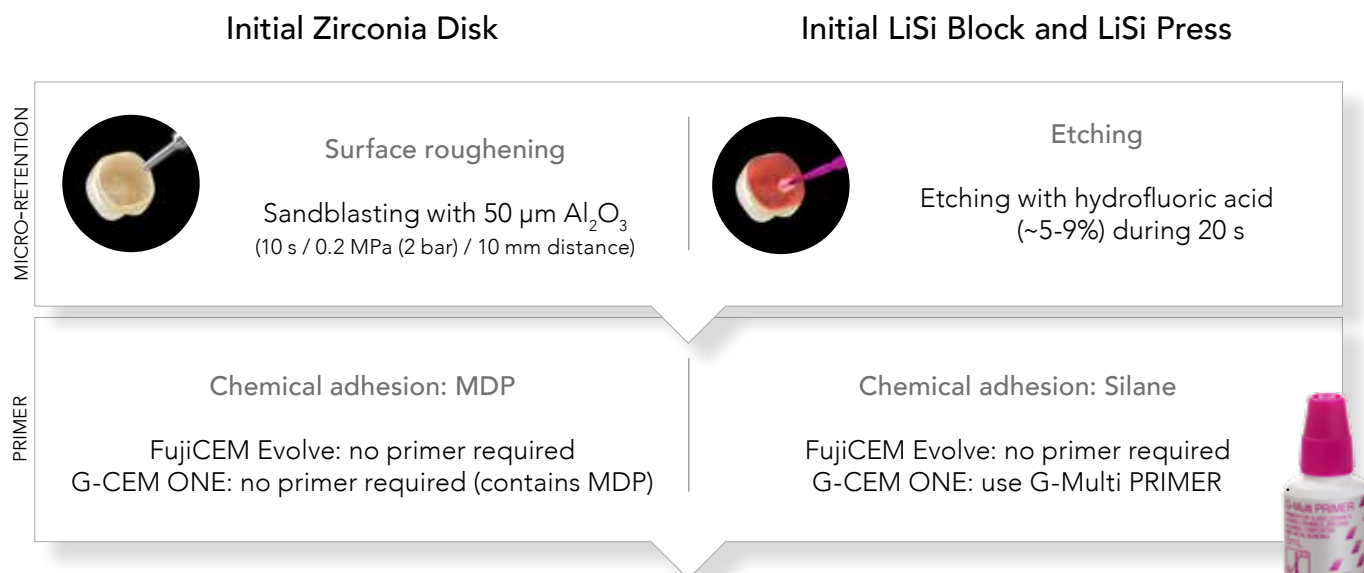 Initial Zirconia Disk
Initial LiSi Block and LiSi Press
MICRO-RETENTION
Surface roughening
Sandblasting with 50 µm Al₂O₃
(10 s / 0.2 MPa (2 bar) / 10 mm distance)
Etching
Etching with hydrofluoric acid
(~5-9%) during 20 s
PRIMER
Chemical adhesion: MDP
FujiCEM Evolve: no primer required
G-CEM ONE: no primer required (contains MDP)
Chemical adhesion: Silane
FujiCEM Evolve: no primer required
G-CEM ONE: use G-Multi PRIMER
G-Multi PRIMER